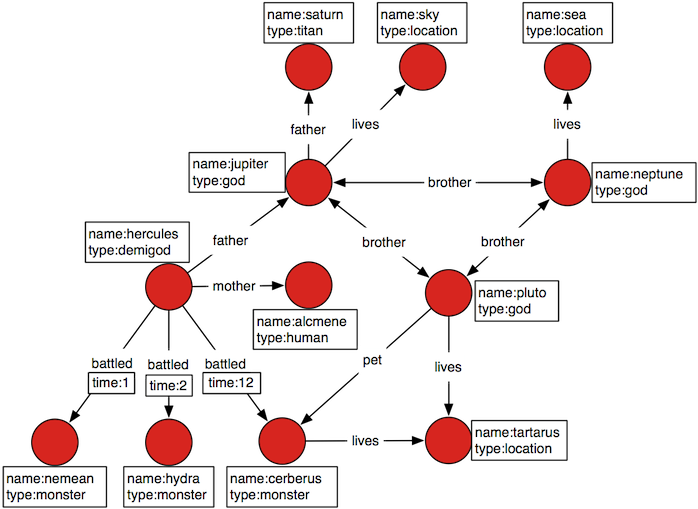 name:saturn
type:titan
name:sky
type:location
name:sea
type:location
father
lives
lives
name:jupiter
type:god
brother
name:neptune
type:god
name:hercules
type:demigod
father
brother
brother
mother
name:alcmene
type:human
name:pluto
type:god
battled
time:1
battled
time:2
battled
time:12
pet
lives
lives
name:tartarus
type:location
name:nemean
type:monster
name:hydra
type:monster
name:cerberus
type:monster